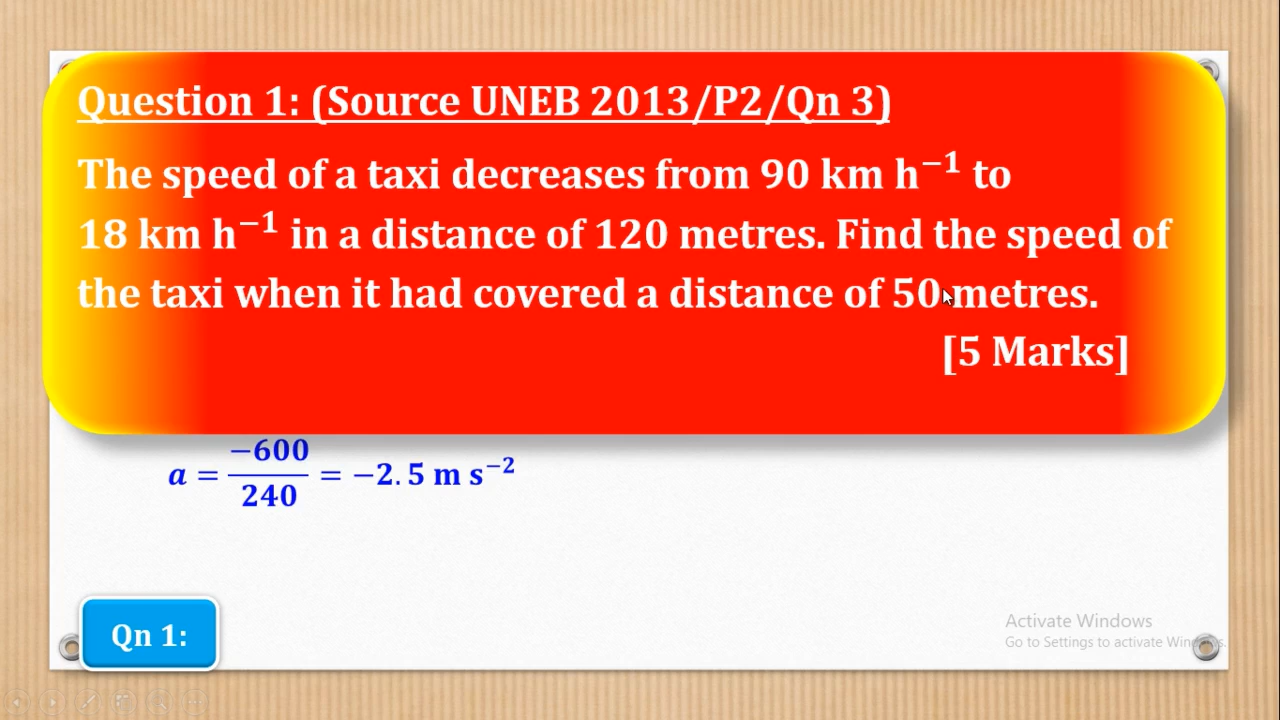 Question 1: (Source UNEB 2013/P2/Qn 3)
The speed of a taxi decreases from 90 km h⁻¹ to
18 km h⁻¹ in a distance of 120 metres. Find the speed of
the taxi when it had covered a distance of 50 metres.
[5 Marks]
a = −600/240 = −2.5 m s⁻²
Qn 1:
Activate Windows
Go to Settings to activate Windows.